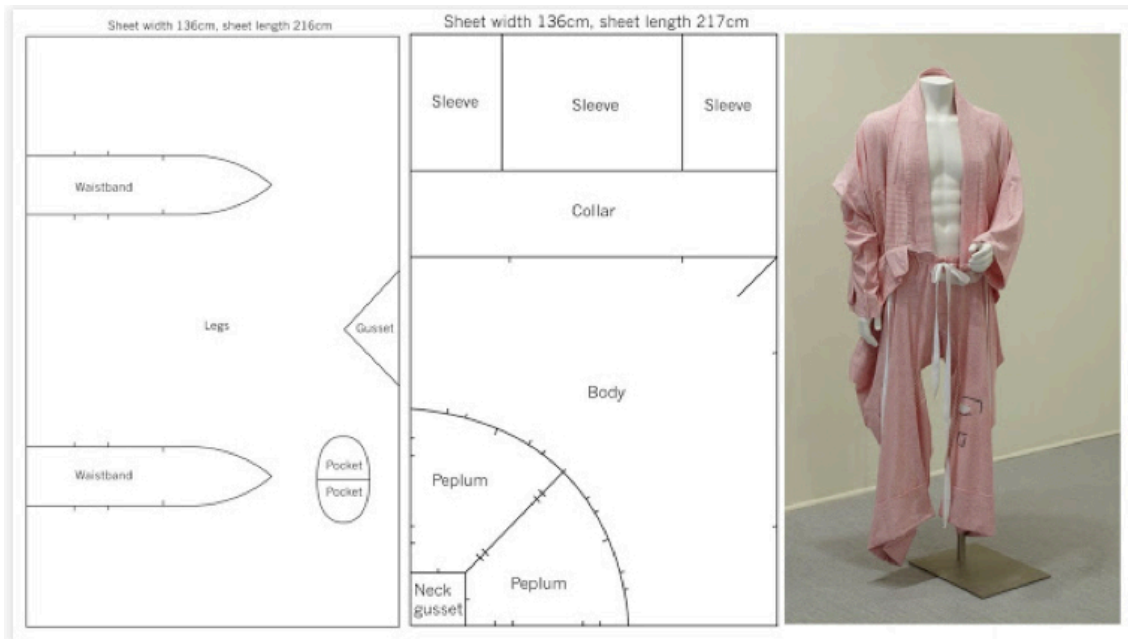 Sheet width 136cm, sheet length 216cm
Waistband
Legs
Gusset
Waistband
Pocket
Pocket
Sheet width 136cm, sheet length 217cm
Sleeve
Sleeve
Sleeve
Collar
Body
Peplum
Peplum
Neck
gusset